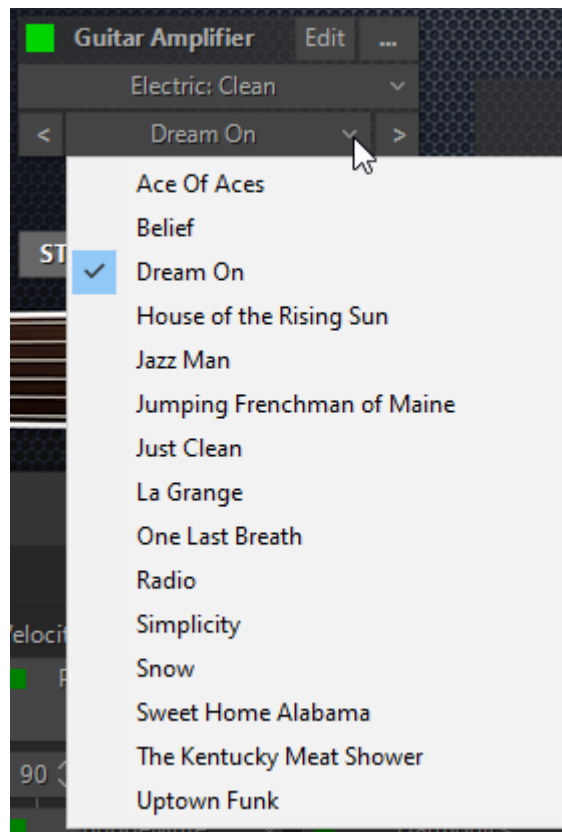 Guitar Amplifier Edit ...
Electric: Clean
< Dream On >
Ace Of Aces
Belief
ST
Dream On
House of the Rising Sun
Jazz Man
Jumping Frenchman of Maine
Just Clean
La Grange
One Last Breath
Radio
Simplicity
Snow
Sweet Home Alabama
The Kentucky Meat Shower
90
Uptown Funk